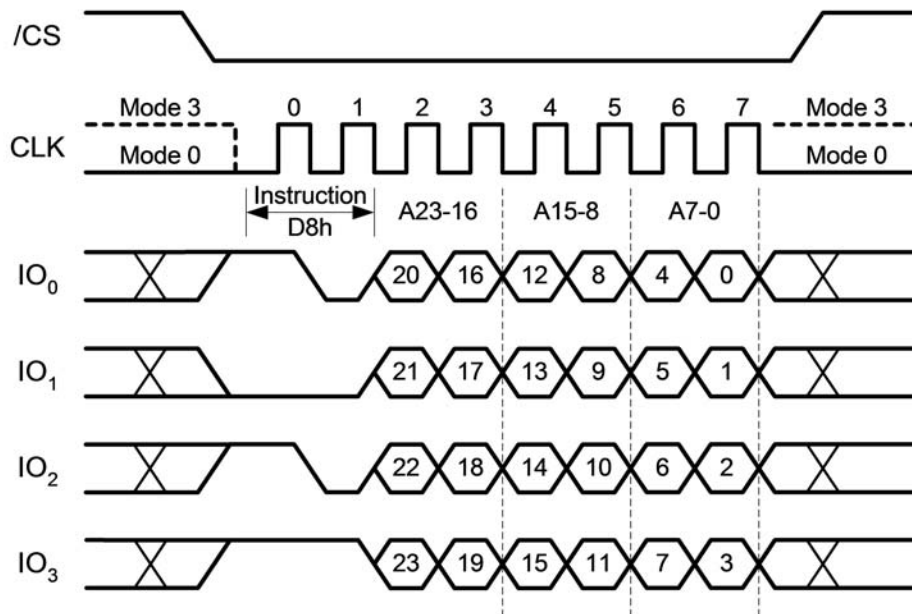 /CS
Mode 3 0 1 2 3 4 5 6 7 Mode 3
CLK
Mode 0 Mode 0
Instruction
D8h
A23-16 A15-8 A7-0
IO0 20 16 12 8 4 0
IO1 21 17 13 9 5 1
IO2 22 18 14 10 6 2
IO3 23 19 15 11 7 3